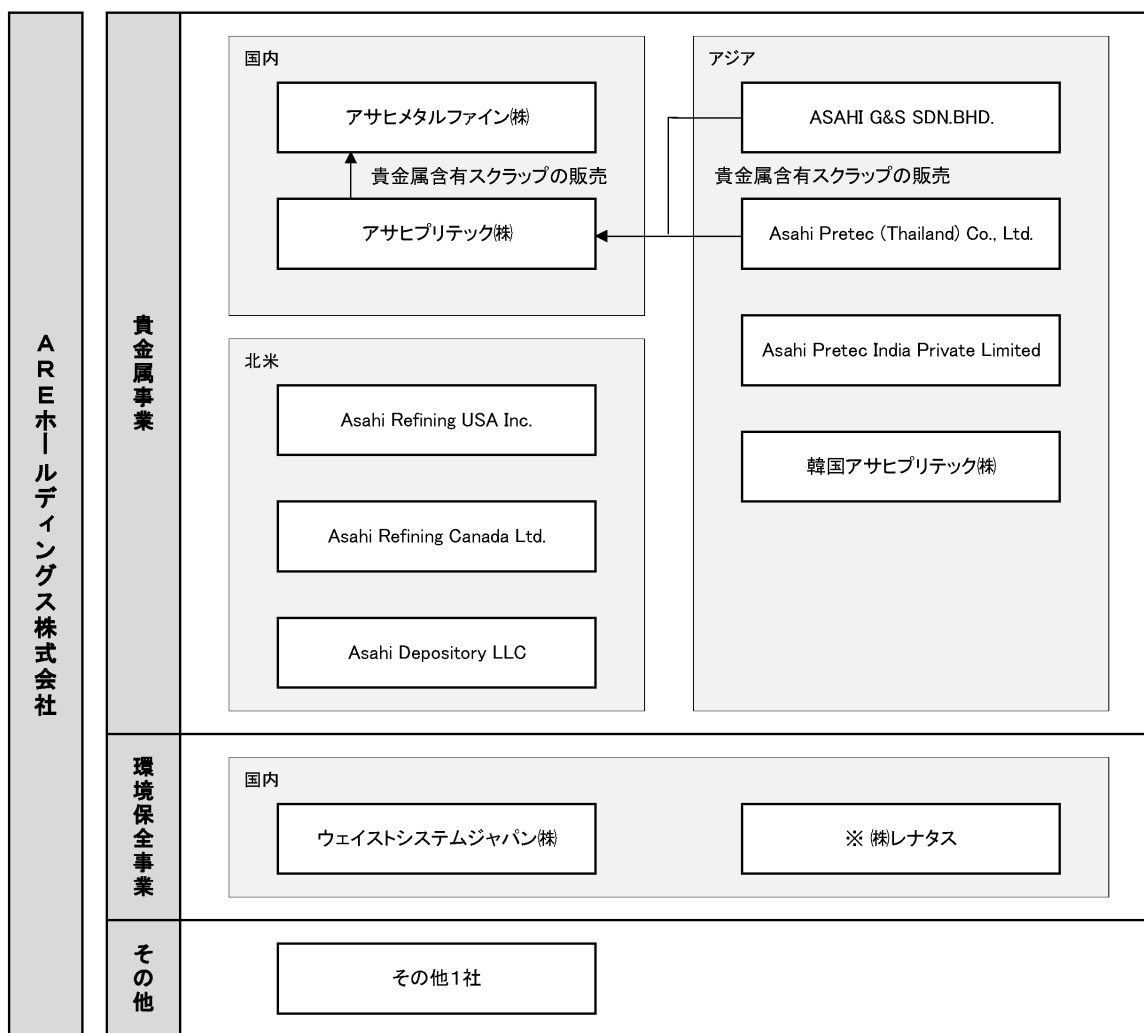 AREホールディングス株式会社
貴金属事業
国内
アサヒメタルファイン㈱
貴金属含有スクラップの販売
アサヒプリテック㈱
アジア
ASAHI G&S SDN.BHD.
貴金属含有スクラップの販売
Asahi Pretec (Thailand) Co., Ltd.
Asahi Pretec India Private Limited
韓国アサヒプリテック㈱
北米
Asahi Refining USA Inc.
Asahi Refining Canada Ltd.
Asahi Depository LLC
環境保全事業
国内
ウェイストシステムジャパン㈱
※ ㈱レナタス
その他
その他1社